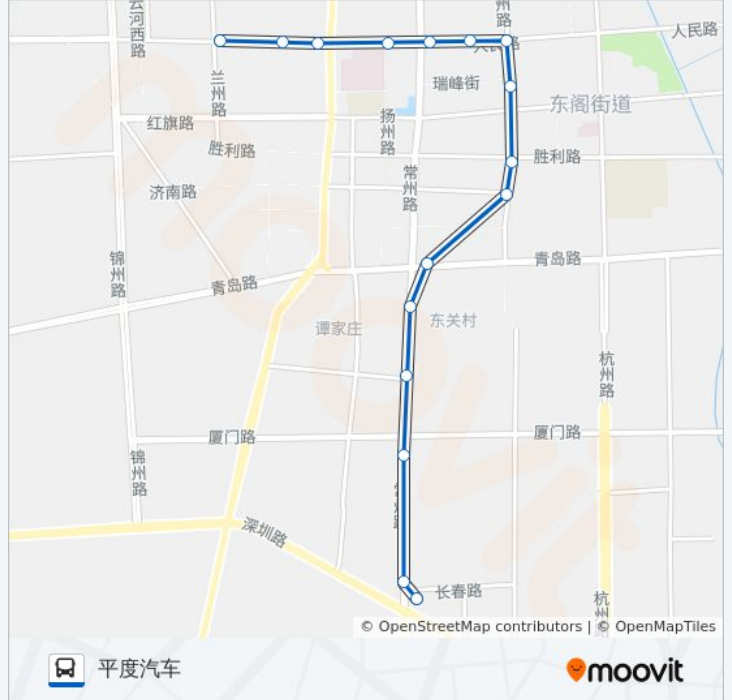 云河西路
州路
人民路
人民路
兰州路
瑞峰街
东阁街道
红旗路
扬州路
胜利路
胜利路
济南路
常州路
锦州路
青岛路
青岛路
谭家庄
东关村
杭州路
厦门路
厦门路
锦州路
深圳路
长春路
杭州路
© OpenStreetMap contributors | © OpenMapTiles
平度汽车
moovit